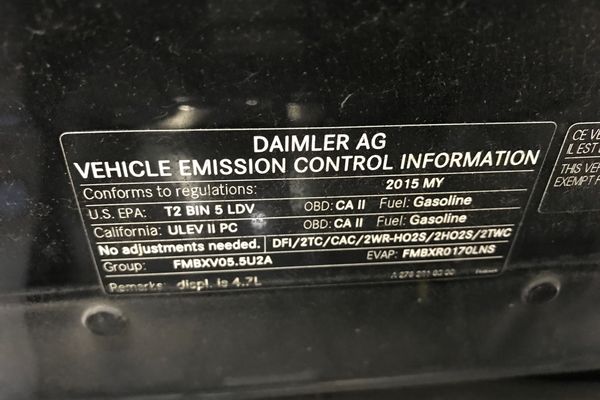 DAIMLER AG
VEHICLE EMISSION CONTROL INFORMATION
Conforms to regulations: 2015 MY
U.S. EPA: T2 BIN 5 LDV OBD: CA II Fuel: Gasoline
California: ULEV II PC OBD: CA II Fuel: Gasoline
No adjustments needed. DFI/2TC/CAC/2WR-HO2S/2HO2S/2TWC
Group: FMBXV05.5U2A EVAP: FMBXR0170LNS
Remarks: displ. is 4.7L
CE VE
IL EST
THIS VE
EXEMPT F